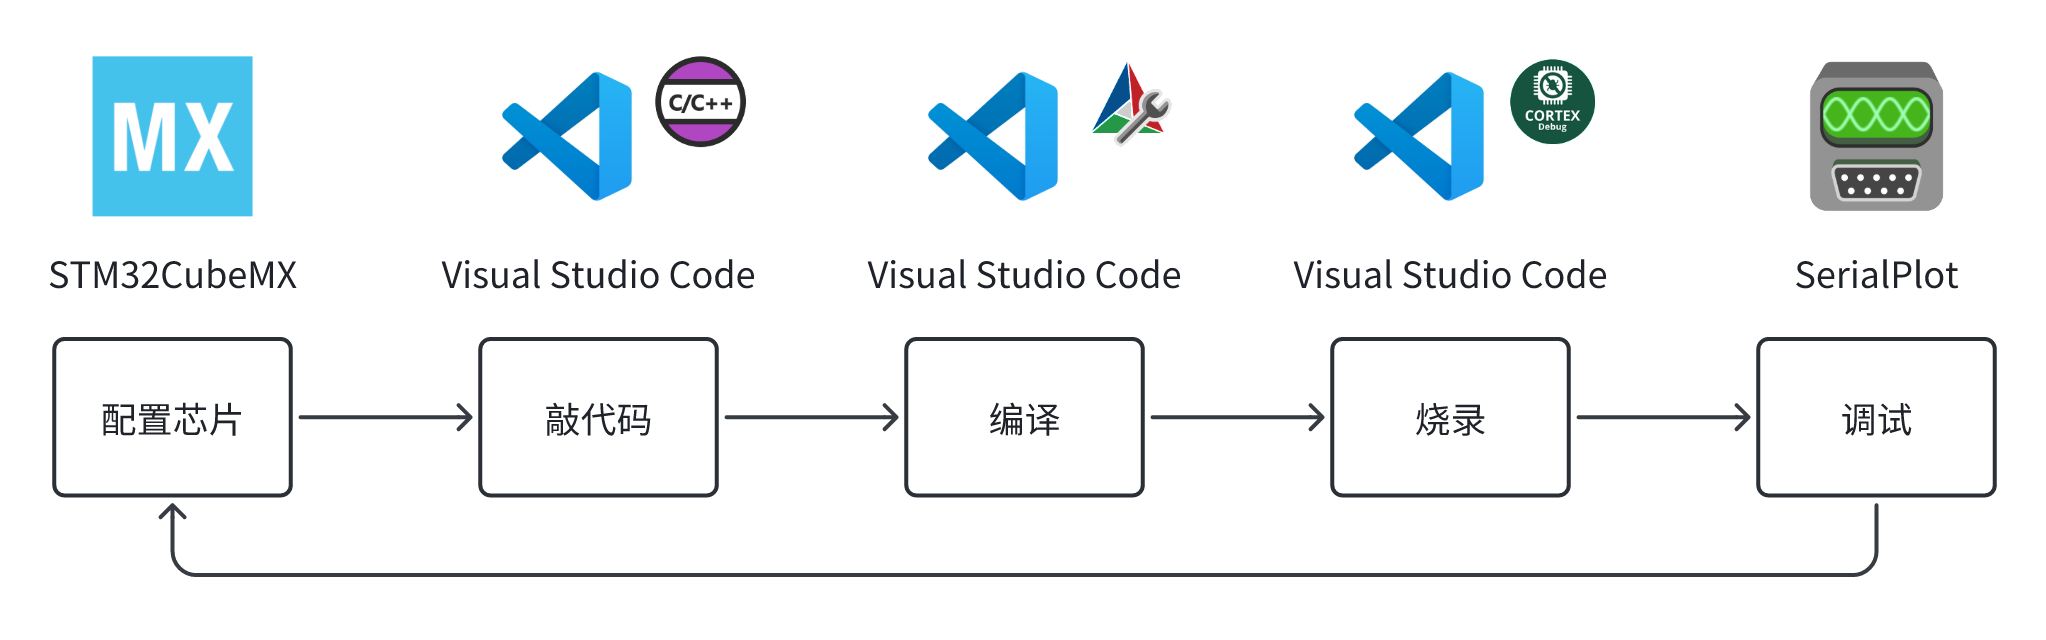 MX
C/C++
CORTEX
Debug
STM32CubeMX
Visual Studio Code
Visual Studio Code
Visual Studio Code
SerialPlot
配置芯片
敲代码
编译
烧录
调试